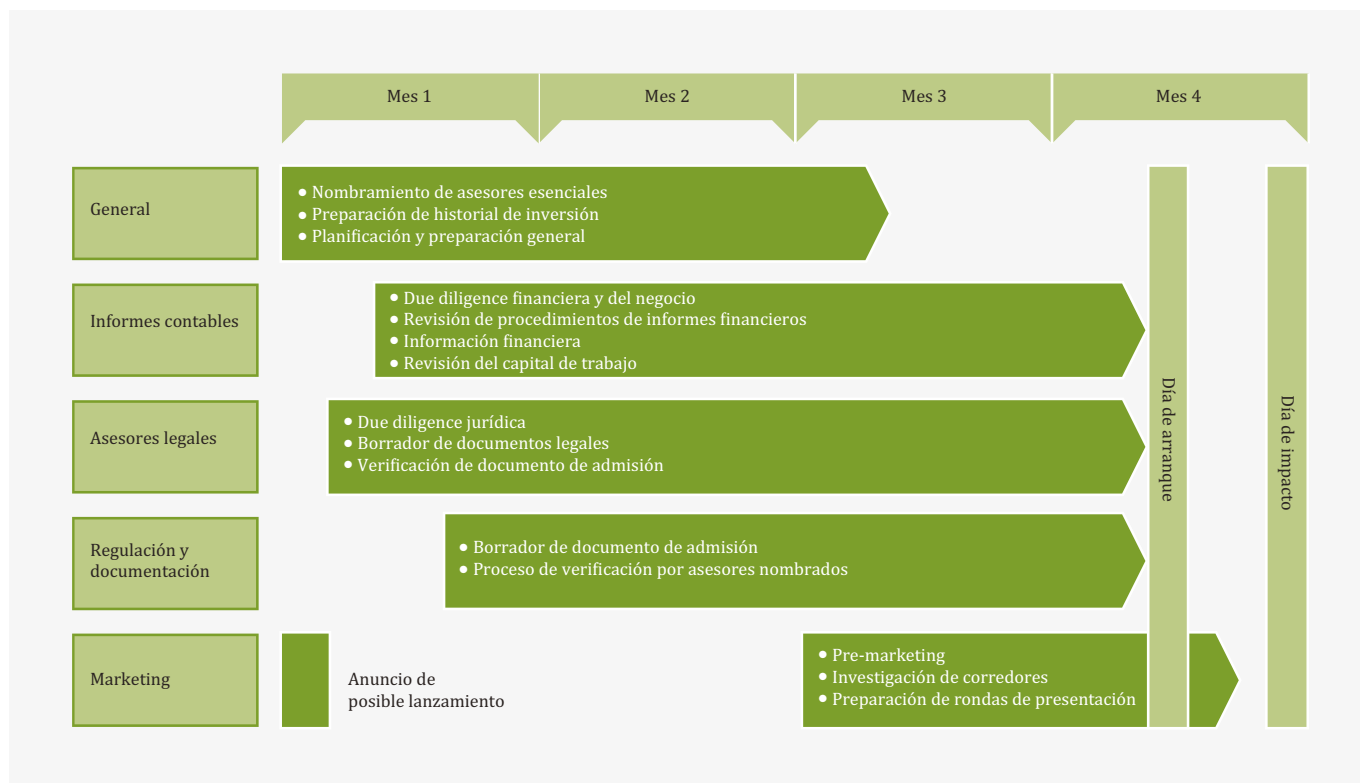 Mes 1
Mes 2
Mes 3
Mes 4
General
• Nombramiento de asesores esenciales
• Preparación de historial de inversión
• Planificación y preparación general
Informes contables
• Due diligence financiera y del negocio
• Revisión de procedimientos de informes financieros
• Información financiera
• Revisión del capital de trabajo
Asesores legales
• Due diligence jurídica
• Borrador de documentos legales
• Verificación de documento de admisión
Regulación y
documentación
• Borrador de documento de admisión
• Proceso de verificación por asesores nombrados
Marketing
Anuncio de
posible lanzamiento
• Pre-marketing
• Investigación de corredores
• Preparación de rondas de presentación
Día de arranque
Día de impacto